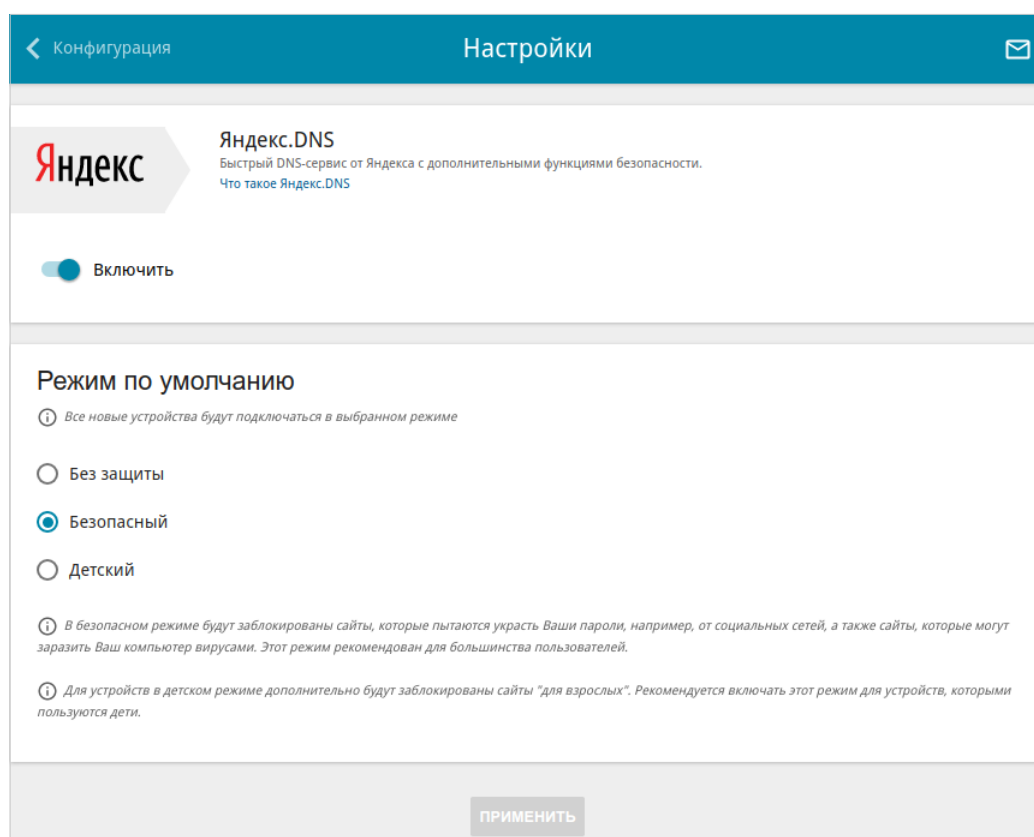 Конфигурация
Настройки
Яндекс
Яндекс.DNS
Быстрый DNS-сервис от Яндекса с дополнительными функциями безопасности.
Что такое Яндекс.DNS
Включить
Режим по умолчанию
Все новые устройства будут подключаться в выбранном режиме
Без защиты
Безопасный
Детский
В безопасном режиме будут заблокированы сайты, которые пытаются украсть Ваши пароли, например, от социальных сетей, а также сайты, которые могут
заразить Ваш компьютер вирусами. Этот режим рекомендован для большинства пользователей.
Для устройств в детском режиме дополнительно будут заблокированы сайты "для взрослых". Рекомендуется включать этот режим для устройств, которыми
пользуются дети.
ПРИМЕНИТЬ